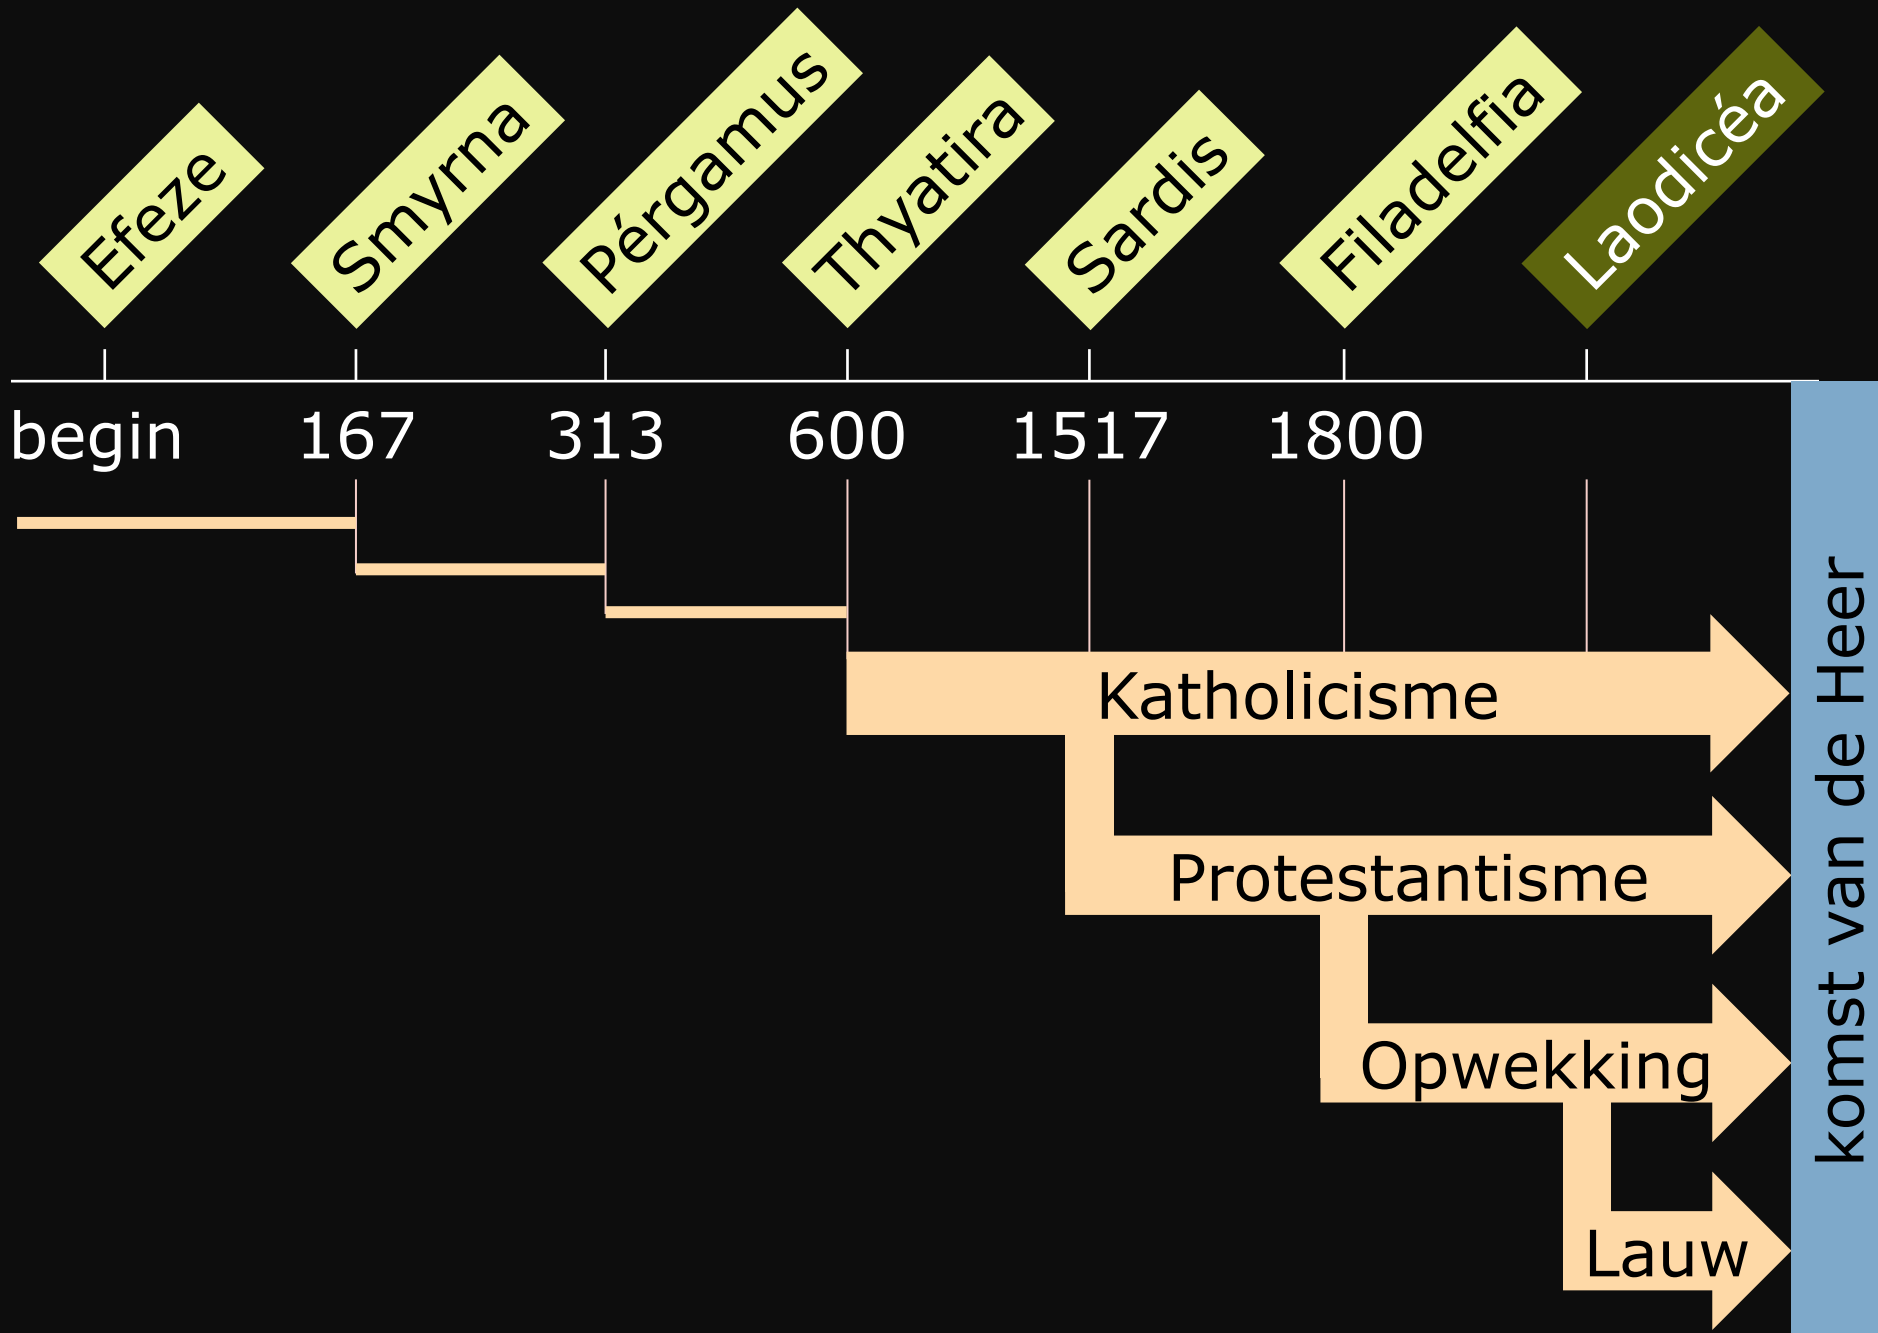 Efeze
Smyrna
Pérgamus
Thyatira
Sardis
Filadelfia
Laodicéa
begin 167 313 600 1517 1800
Katholicisme
Protestantisme
Opwekking
Lauw
komst van de Heer